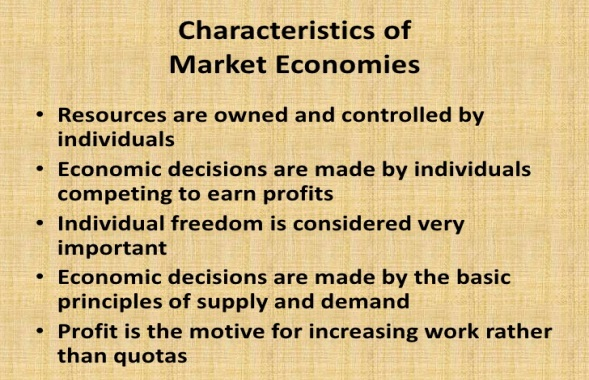 Characteristics of
Market Economies
• Resources are owned and controlled by
individuals
• Economic decisions are made by individuals
competing to earn profits
• Individual freedom is considered very
important
• Economic decisions are made by the basic
principles of supply and demand
• Profit is the motive for increasing work rather
than quotas